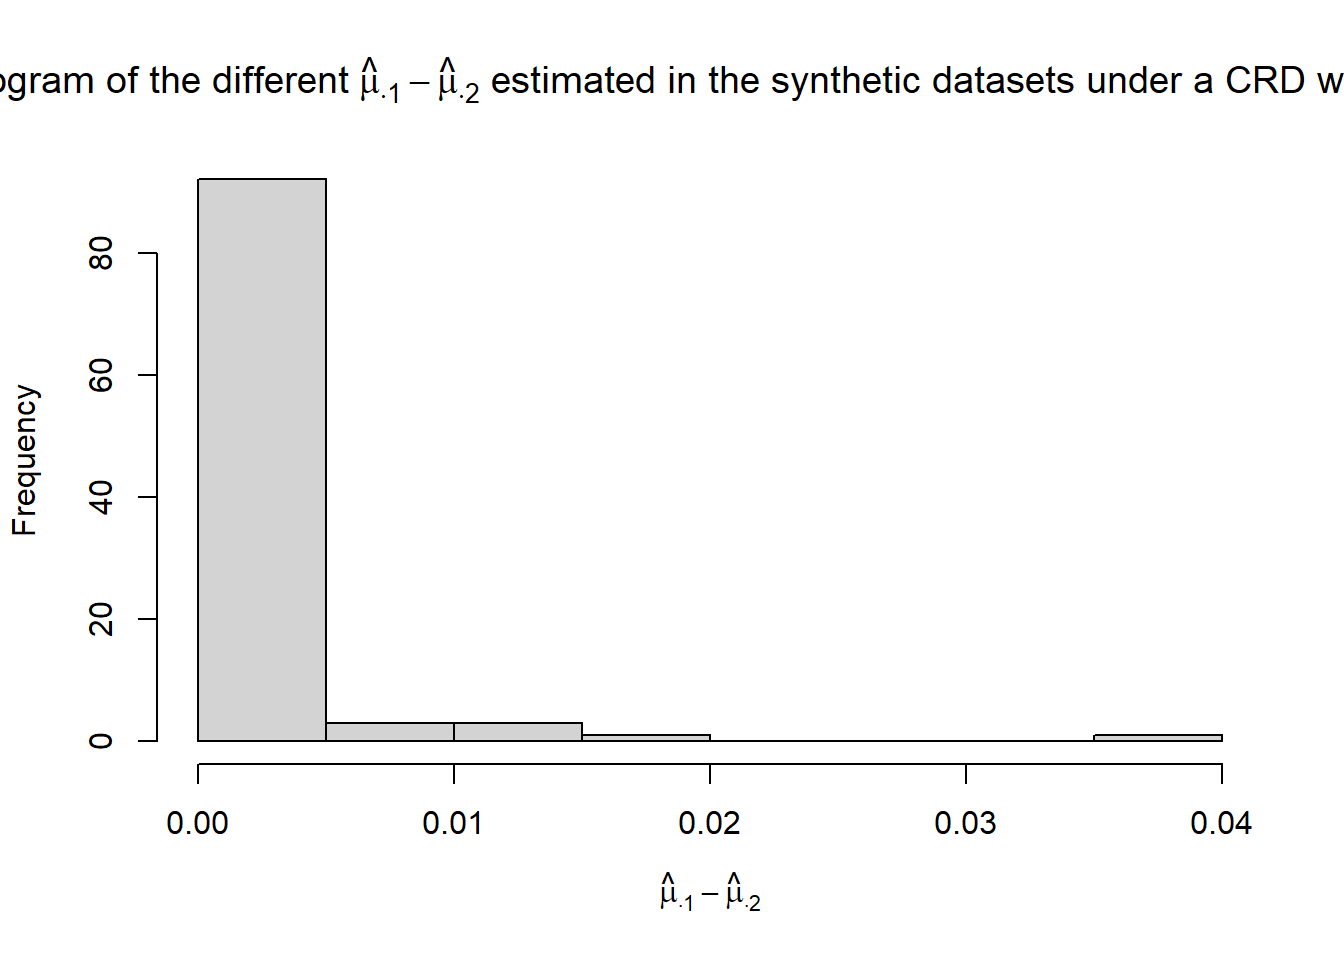 ogram of the different μ̂.1 − μ̂.2 estimated in the synthetic datasets under a CRD w
Frequency
80
60
40
20
0
0.00 0.01 0.02 0.03 0.04
μ̂.1 − μ̂.2